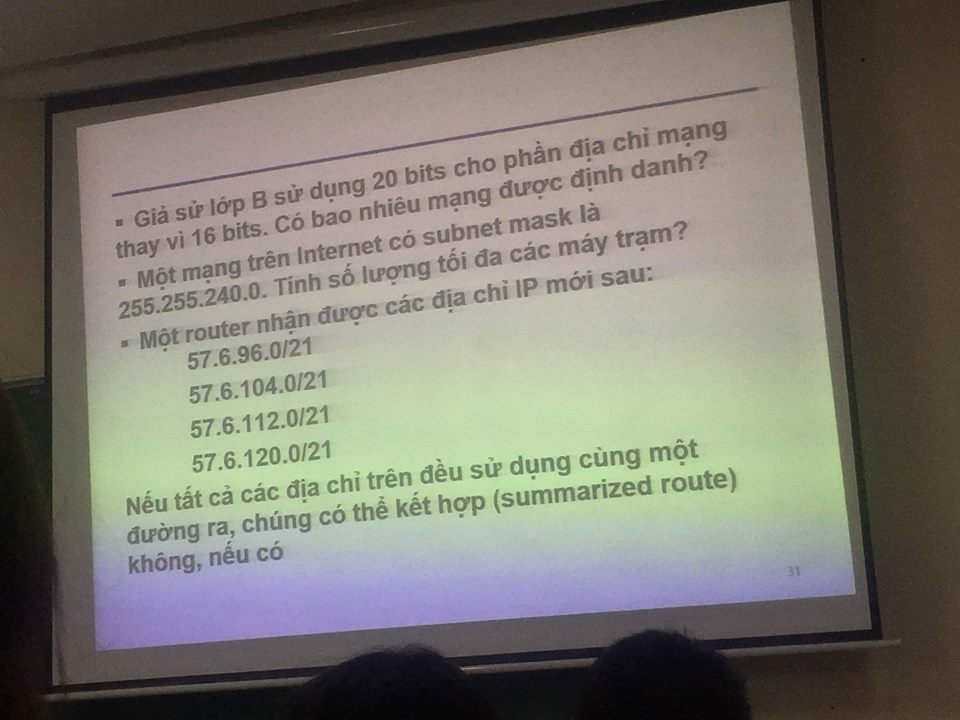 ▪ Giả sử lớp B sử dụng 20 bits cho phần địa chỉ mạng
thay vì 16 bits. Có bao nhiêu mạng được định danh?
▪ Một mạng trên Internet có subnet mask là
255.255.240.0. Tính số lượng tối đa các máy trạm?
▪ Một router nhận được các địa chỉ IP mới sau:
57.6.96.0/21
57.6.104.0/21
57.6.112.0/21
57.6.120.0/21
Nếu tất cả các địa chỉ trên đều sử dụng cùng một
đường ra, chúng có thể kết hợp (summarized route)
không, nếu có
31